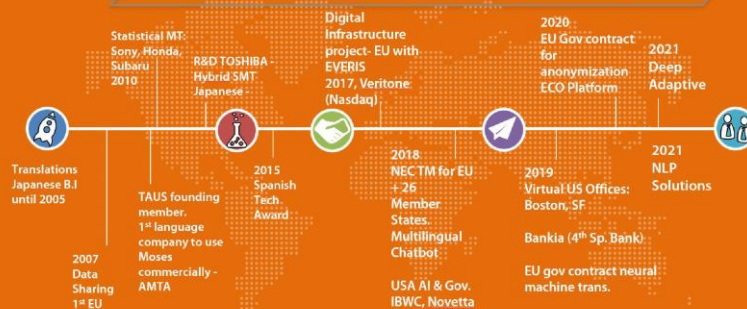 Translations
Japanese B.I
until 2005
2007
Data
Sharing
1st EU
Statistical MT:
Sony, Honda,
Subaru
2010
TAUS founding
member.
1st language
company to use
Moses
commercially -
AMTA
R&D TOSHIBA -
Hybrid SMT
Japanese
2015
Spanish
Tech
Award
Digital
Infrastructure
project- EU with
EVERIS
2017, Veritone
(Nasdaq)
2018
NEC TM for EU
+ 26
Member
States.
Multilingual
Chatbot
USA AI & Gov.
IBWC, Novetta
2019
Virtual US Offices:
Boston, SF
Bankia (4th Sp. Bank)
EU gov contract neural
machine trans.
2020
EU Gov contract
for
anonymization
ECO Platform
2021
Deep
Adaptive
2021
NLP
Solutions